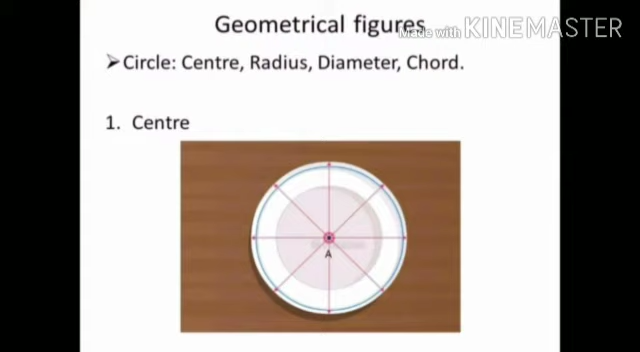 Geometrical figures
Made with KINEMASTER
➤Circle: Centre, Radius, Diameter, Chord.
1. Centre
A